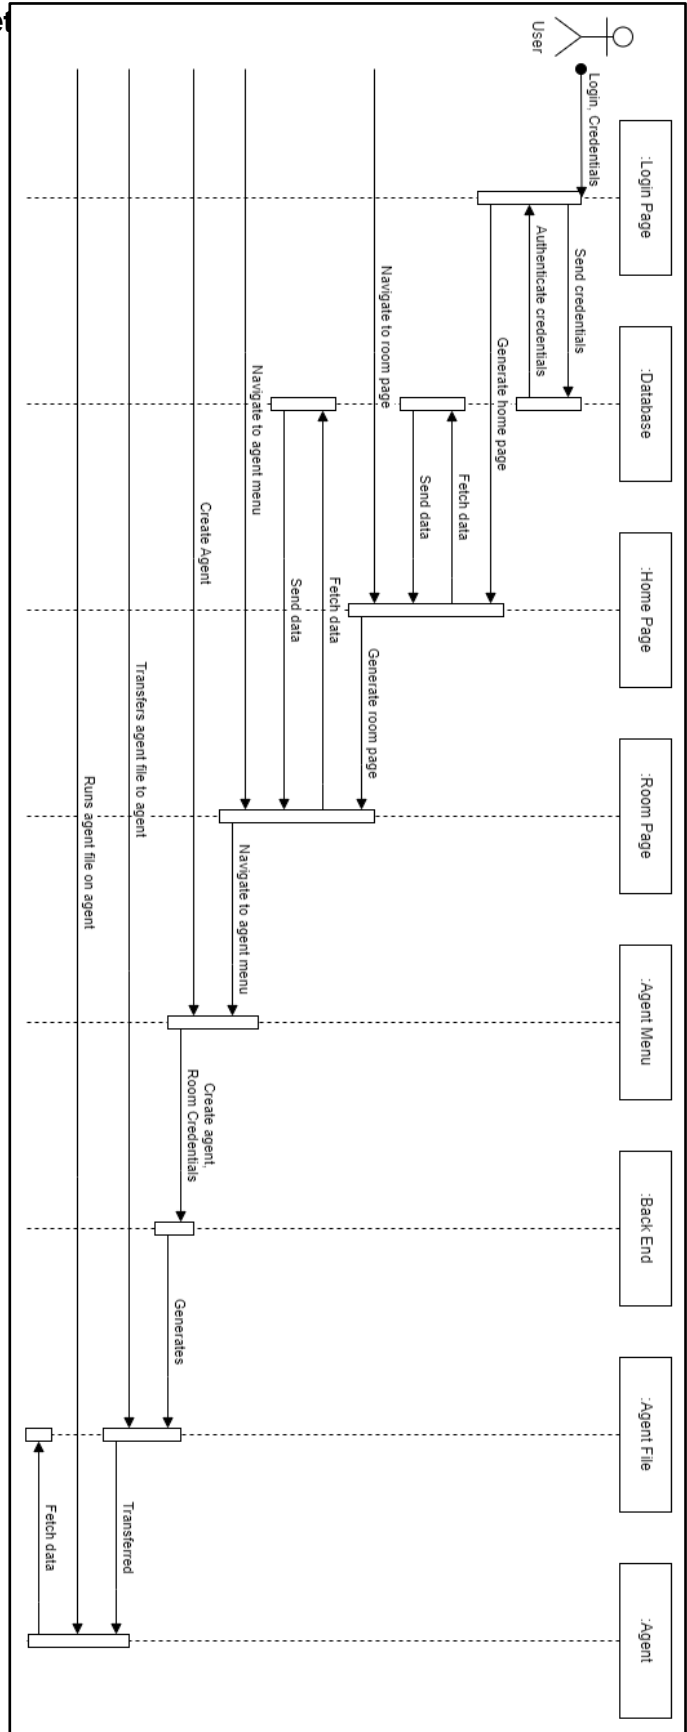 et
User
:Login Page
:Database
:Home Page
:Room Page
:Agent Menu
:Back End
:Agent File
:Agent
Login, Credentials
Send credentials
Authenticate credentials
Generate home page
Fetch data
Send data
Navigate to room page
Generate room page
Fetch data
Send data
Navigate to agent menu
Navigate to agent menu
Create Agent
Create agent,
Room Credentials
Generates
Transfers agent file to agent
Transferred
Runs agent file on agent
Fetch data